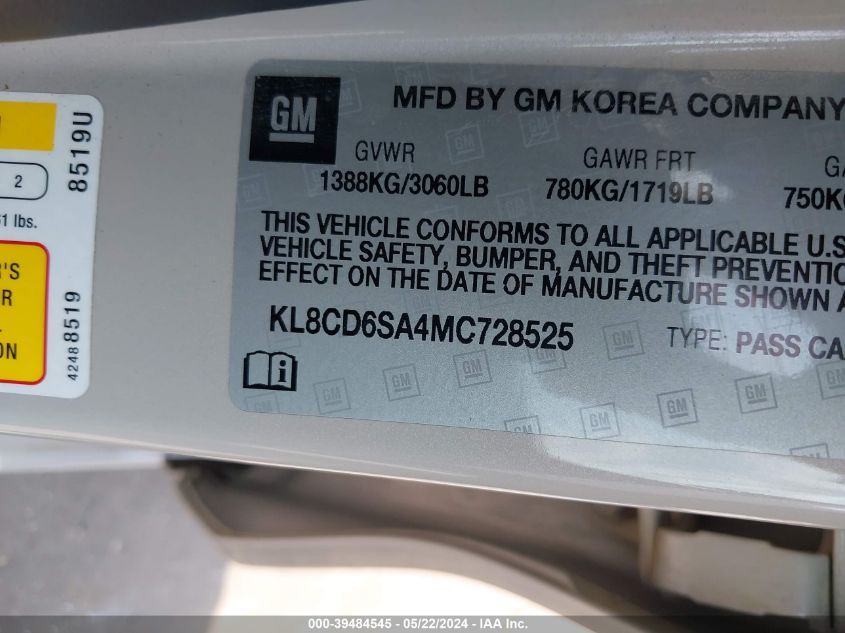 GM
MFD BY GM KOREA COMPANY
GVWR
GAWR FRT
1388KG/3060LB
780KG/1719LB
THIS VEHICLE CONFORMS TO ALL APPLICABLE U.S
VEHICLE SAFETY, BUMPER, AND THEFT PREVENTIO
EFFECT ON THE DATE OF MANUFACTURE SHOWN A
KL8CD6SA4MC728525
TYPE: PASS CA
8519U
2
lbs.
'S
R
ON
42488519
000-39484545 - 05/22/2024 - IAA Inc.